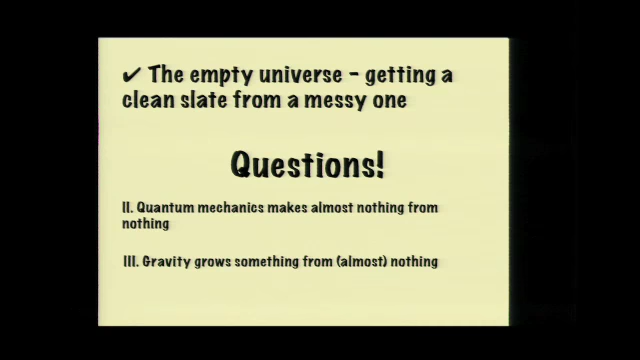 ✔ The empty universe - getting a
clean slate from a messy one
Questions!
II. Quantum mechanics makes almost nothing from
nothing
III. Gravity grows something from (almost) nothing